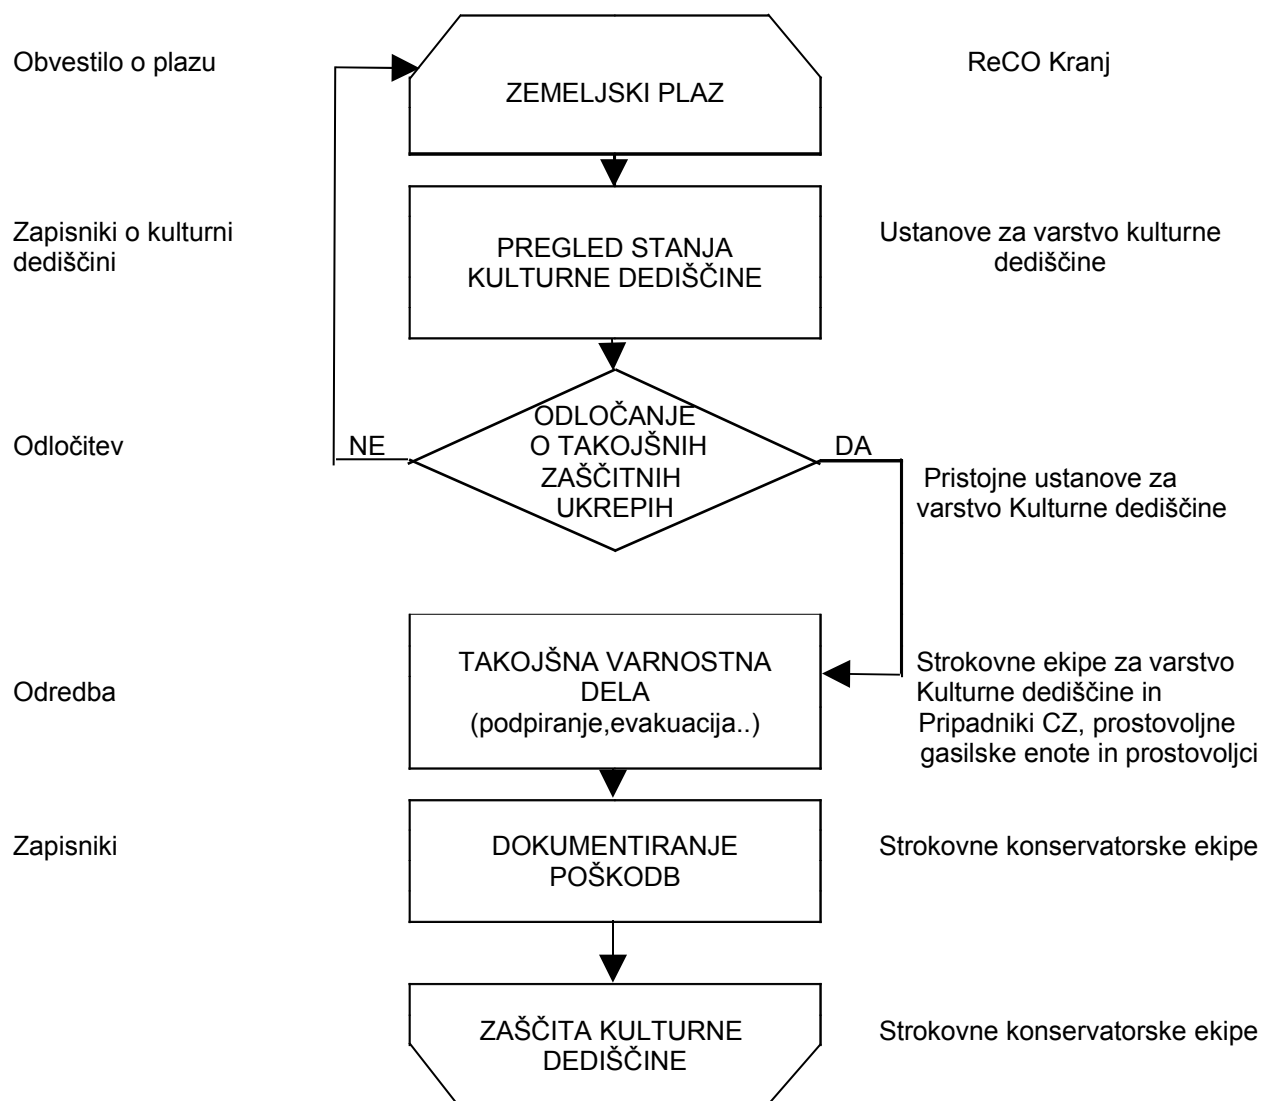 Obvestilo o plazu
ZEMELJSKI PLAZ
ReCO Kranj
Zapisniki o kulturni
dediščini
PREGLED STANJA
KULTURNE DEDIŠČINE
Ustanove za varstvo kulturne
dediščine
Odločitev
NE
ODLOČANJE
O TAKOJŠNIH
ZAŠČITNIH
UKREPIH
DA
Pristojne ustanove za
varstvo Kulturne dediščine
Odredba
TAKOJŠNA VARNOSTNA
DELA
(podpiranje,evakuacija..)
Strokovne ekipe za varstvo
Kulturne dediščine in
Pripadniki CZ, prostovoljne
gasilske enote in prostovoljci
Zapisniki
DOKUMENTIRANJE
POŠKODB
Strokovne konservatorske ekipe
ZAŠČITA KULTURNE
DEDIŠČINE
Strokovne konservatorske ekipe